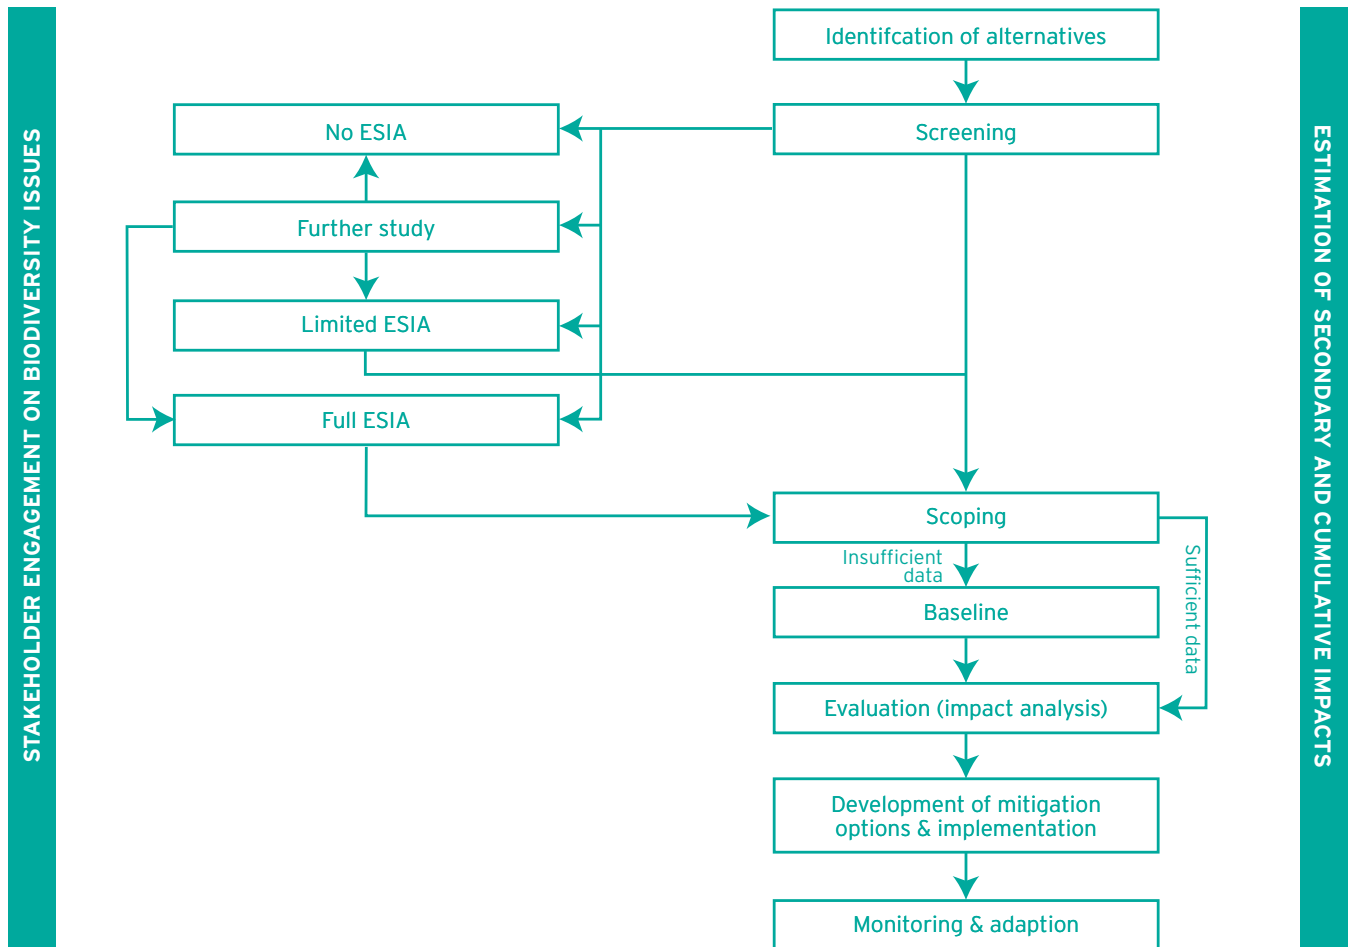 STAKEHOLDER ENGAGEMENT ON BIODIVERSITY ISSUES
Identifcation of alternatives
No ESIA
Screening
Further study
Limited ESIA
Full ESIA
Scoping
Insufficient
data
Sufficient data
Baseline
Evaluation (impact analysis)
Development of mitigation
options & implementation
Monitoring & adaption
ESTIMATION OF SECONDARY AND CUMULATIVE IMPACTS